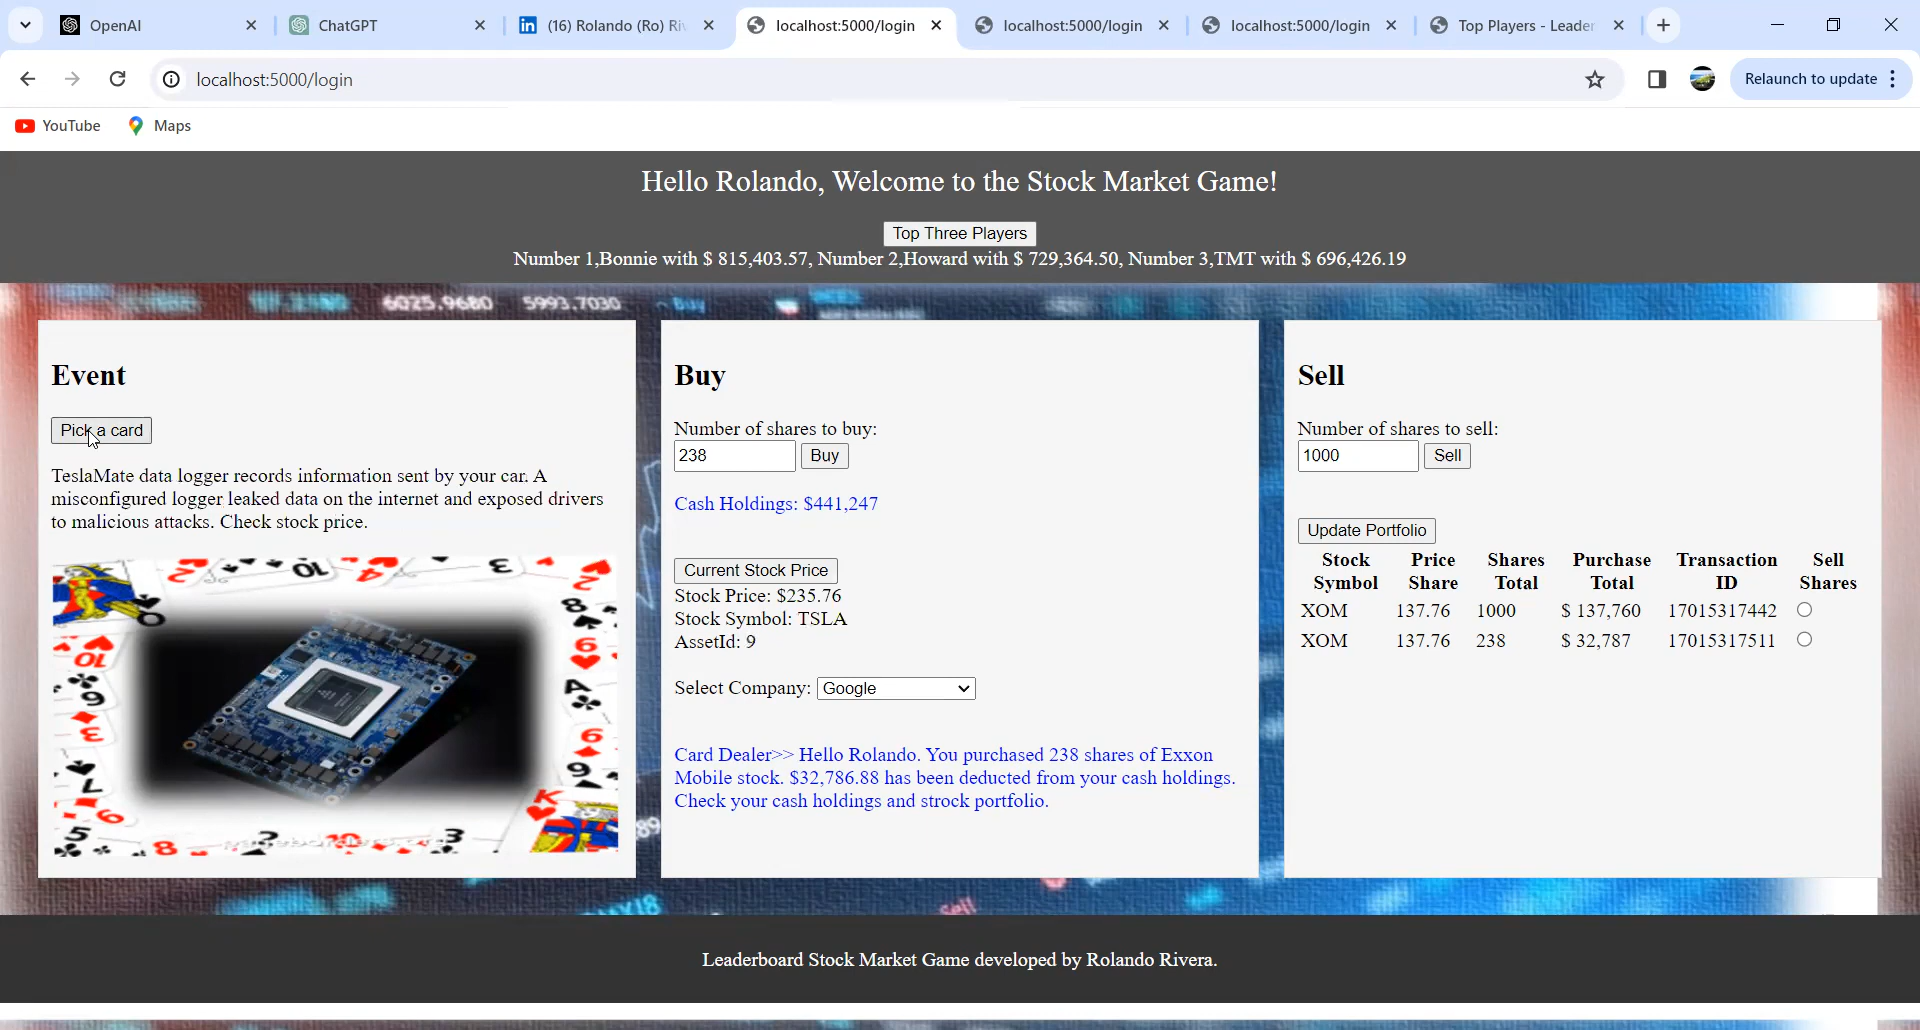 OpenAI
ChatGPT
(16) Rolando (Ro) Riv
localhost:5000/login
localhost:5000/login
localhost:5000/login
Top Players - Leader
localhost:5000/login
Relaunch to update
YouTube
Maps
Hello Rolando, Welcome to the Stock Market Game!
Top Three Players
Number 1,Bonnie with $ 815,403.57, Number 2,Howard with $ 729,364.50, Number 3,TMT with $ 696,426.19
6025.9680 5993.7030 Buy
Event
Pick a card
TeslaMate data logger records information sent by your car. A
misconfigured logger leaked data on the internet and exposed drivers
to malicious attacks. Check stock price.
Buy
Number of shares to buy:
238 Buy
Cash Holdings: $441,247
Current Stock Price
Stock Price: $235.76
Stock Symbol: TSLA
AssetId: 9
Select Company: Google
Card Dealer>> Hello Rolando. You purchased 238 shares of Exxon
Mobile stock. $32,786.88 has been deducted from your cash holdings.
Check your cash holdings and strock portfolio.
Sell
Number of shares to sell:
1000 Sell
Update Portfolio
Stock Symbol Price Share Shares Total Purchase Total Transaction ID Sell Shares
XOM 137.76 1000 $ 137,760 17015317442
XOM 137.76 238 $ 32,787 17015317511
Sell
Leaderboard Stock Market Game developed by Rolando Rivera.